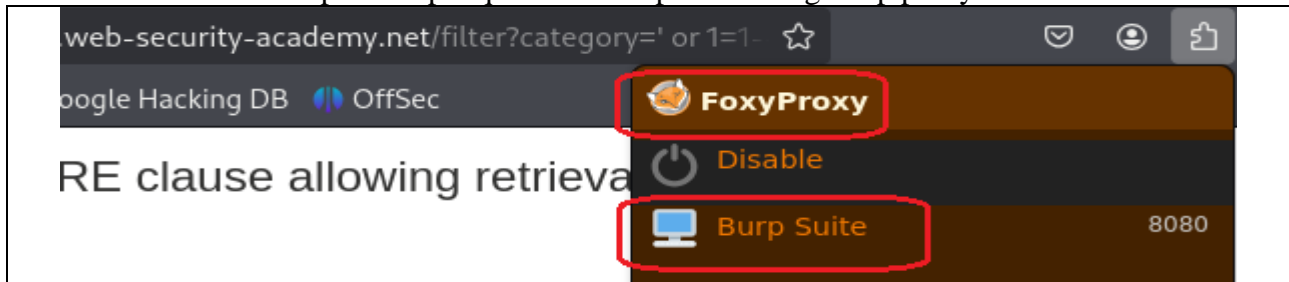 .web-security-academy.net/filter?category=' or 1=1-
oogle Hacking DB OffSec
FoxyProxy
RE clause allowing retrieva
Disable
Burp Suite 8080